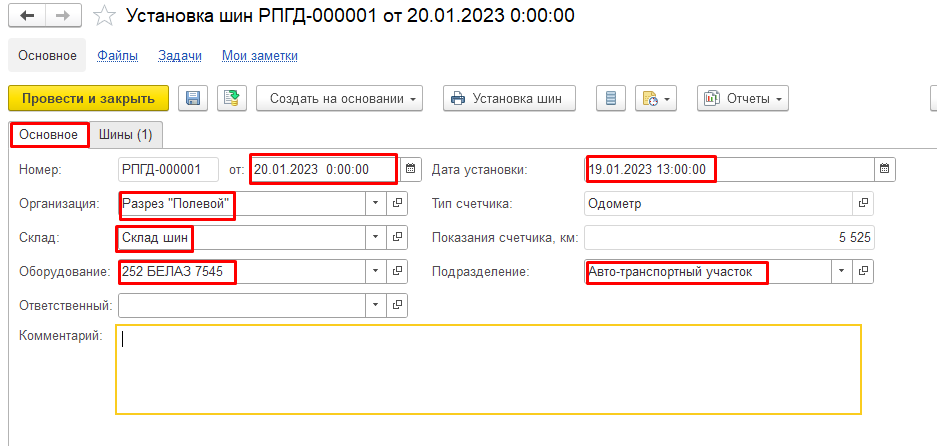 Установка шин РПГД-000001 от 20.01.2023 0:00:00
Основное Файлы Задачи Мои заметки
Провести и закрыть Создать на основании Установка шин Отчеты
Основное Шины (1)
Номер: РПГД-000001 от: 20.01.2023 0:00:00 Дата установки: 19.01.2023 13:00:00
Организация: Разрез "Полевой" Тип счетчика: Одометр
Склад: Склад шин Показания счетчика, км: 5 525
Оборудование: 252 БЕЛАЗ 7545 Подразделение: Авто-транспортный участок
Ответственный:
Комментарий: